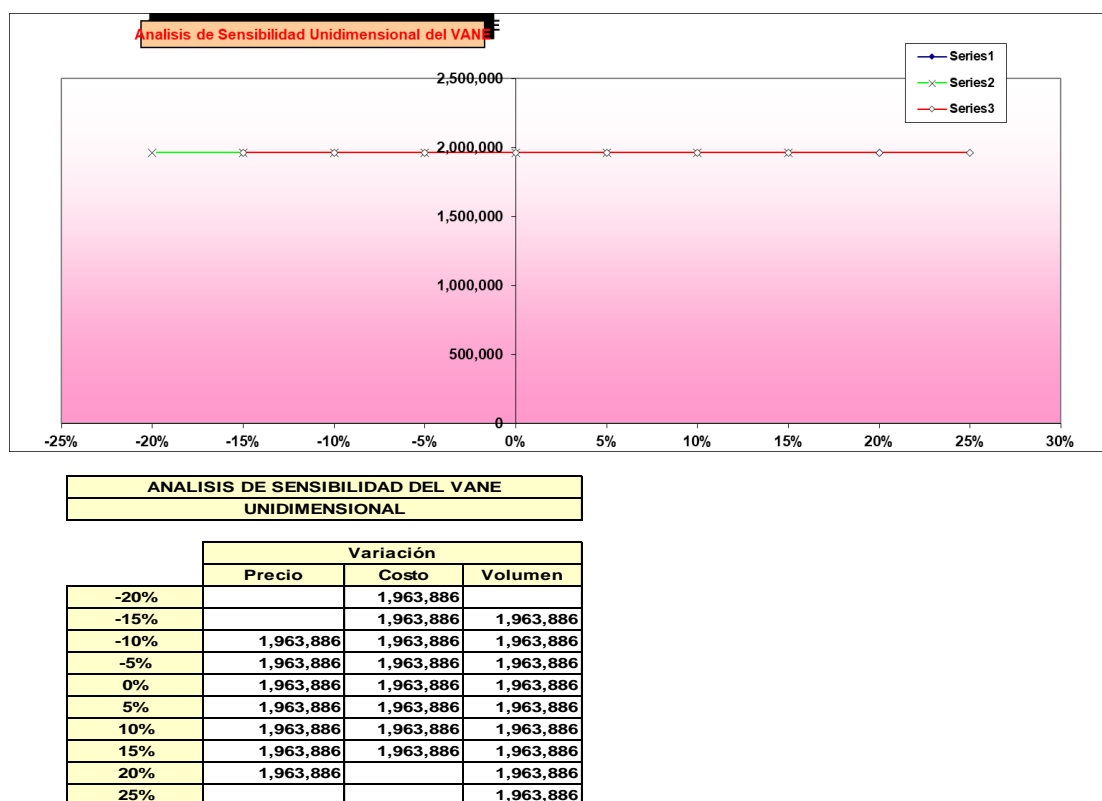 Analisis de Sensibilidad Unidimensional del VANE
E
Series1
Series2
Series3
2,500,000
2,000,000
1,500,000
1,000,000
500,000
0
-25% -20% -15% -10% -5% 0% 5% 10% 15% 20% 25% 30%
ANALISIS DE SENSIBILIDAD DEL VANE
UNIDIMENSIONAL
Variación
Precio Costo Volumen
-20% 1,963,886
-15% 1,963,886 1,963,886
-10% 1,963,886 1,963,886 1,963,886
-5% 1,963,886 1,963,886 1,963,886
0% 1,963,886 1,963,886 1,963,886
5% 1,963,886 1,963,886 1,963,886
10% 1,963,886 1,963,886 1,963,886
15% 1,963,886 1,963,886 1,963,886
20% 1,963,886 1,963,886
25% 1,963,886